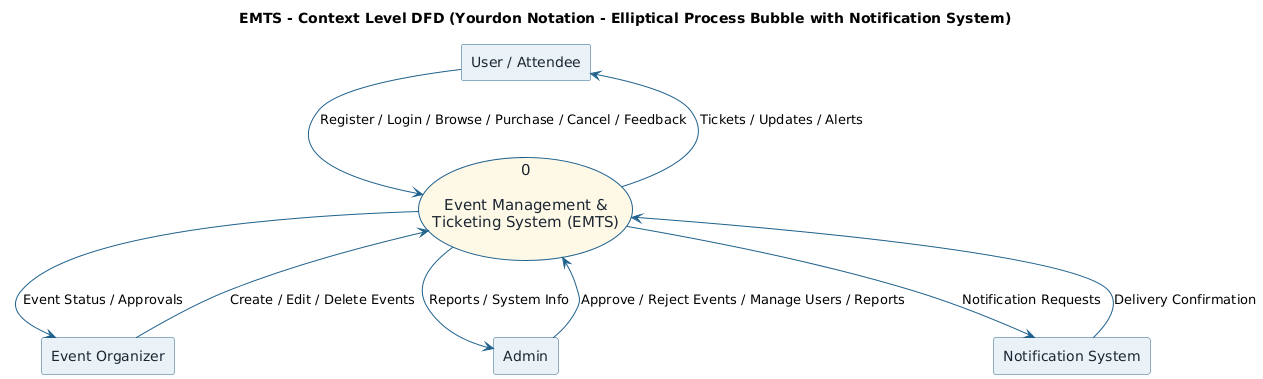 EMTS - Context Level DFD (Yourdon Notation - Elliptical Process Bubble with Notification System)
User / Attendee
Register / Login / Browse / Purchase / Cancel / Feedback
Tickets / Updates / Alerts
0
Event Management &
Ticketing System (EMTS)
Event Status / Approvals
Create / Edit / Delete Events
Reports / System Info
Approve / Reject Events / Manage Users / Reports
Notification Requests
Delivery Confirmation
Event Organizer
Admin
Notification System